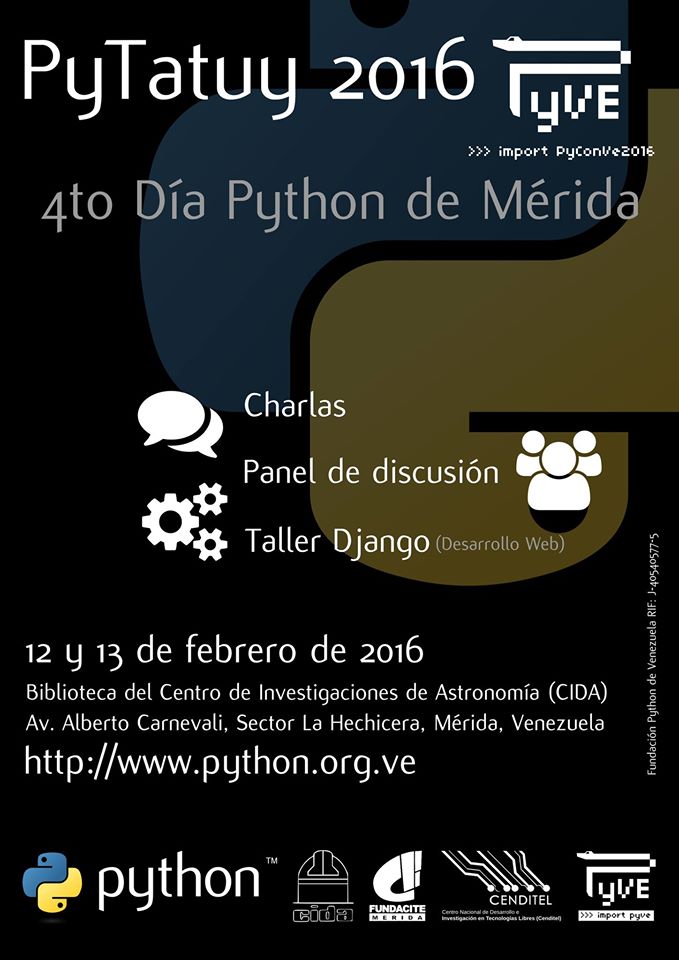 PyTatuy 2016
PyVE
>>> import PyConVe2016
4to Día Python de Mérida
Charlas
Panel de discusión
Taller Django (Desarrollo Web)
12 y 13 de febrero de 2016
Biblioteca del Centro de Investigaciones de Astronomía (CIDA)
Av. Alberto Carnevali, Sector La Hechicera, Mérida, Venezuela
http://www.python.org.ve
Fundación Python de Venezuela RIF: J-40540577-5
python™
cida
FUNDACITE
MERIDA
CENDITEL
Centro Nacional de Desarrollo e
Investigación en Tecnologías Libres (Cenditel)
PyVE
>>> import pyve